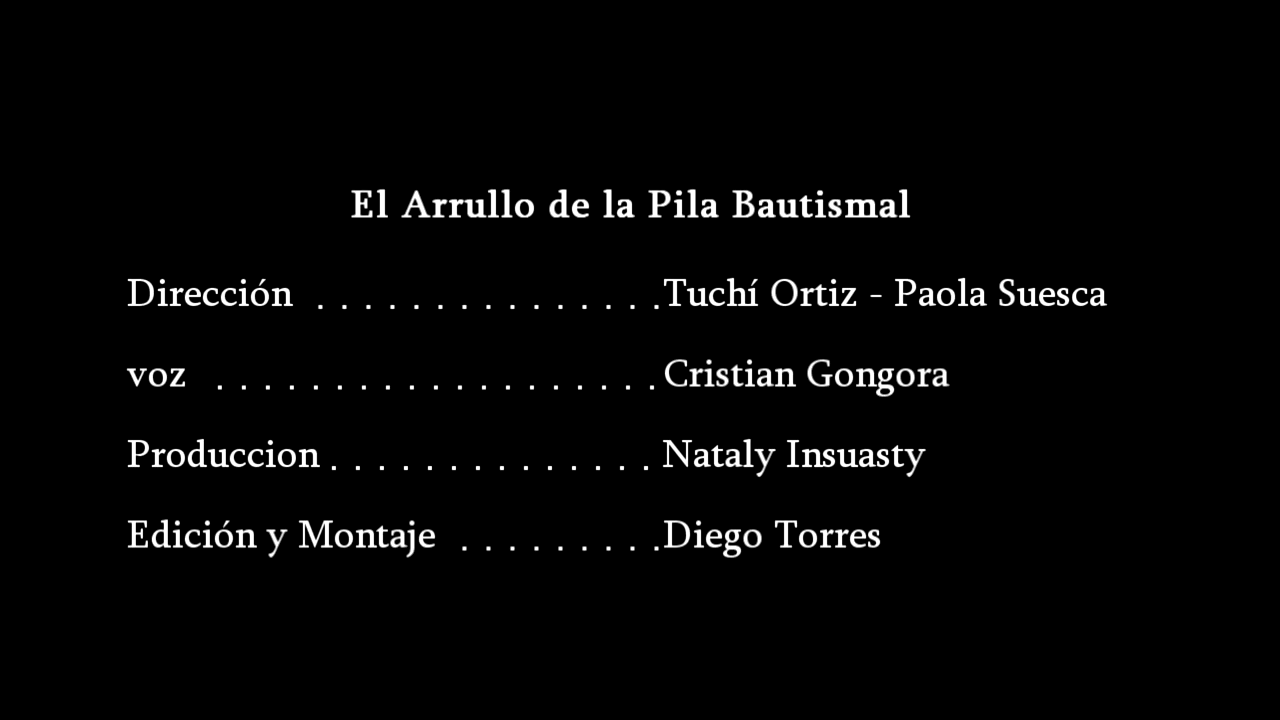 El Arrullo de la Pila Bautismal
Dirección . . . . . . . . . . . . . . .Tuchí Ortiz - Paola Suesca
voz . . . . . . . . . . . . . . . . . . .Cristian Gongora
Produccion . . . . . . . . . . . . . . Nataly Insuasty
Edición y Montaje . . . . . . . . .Diego Torres